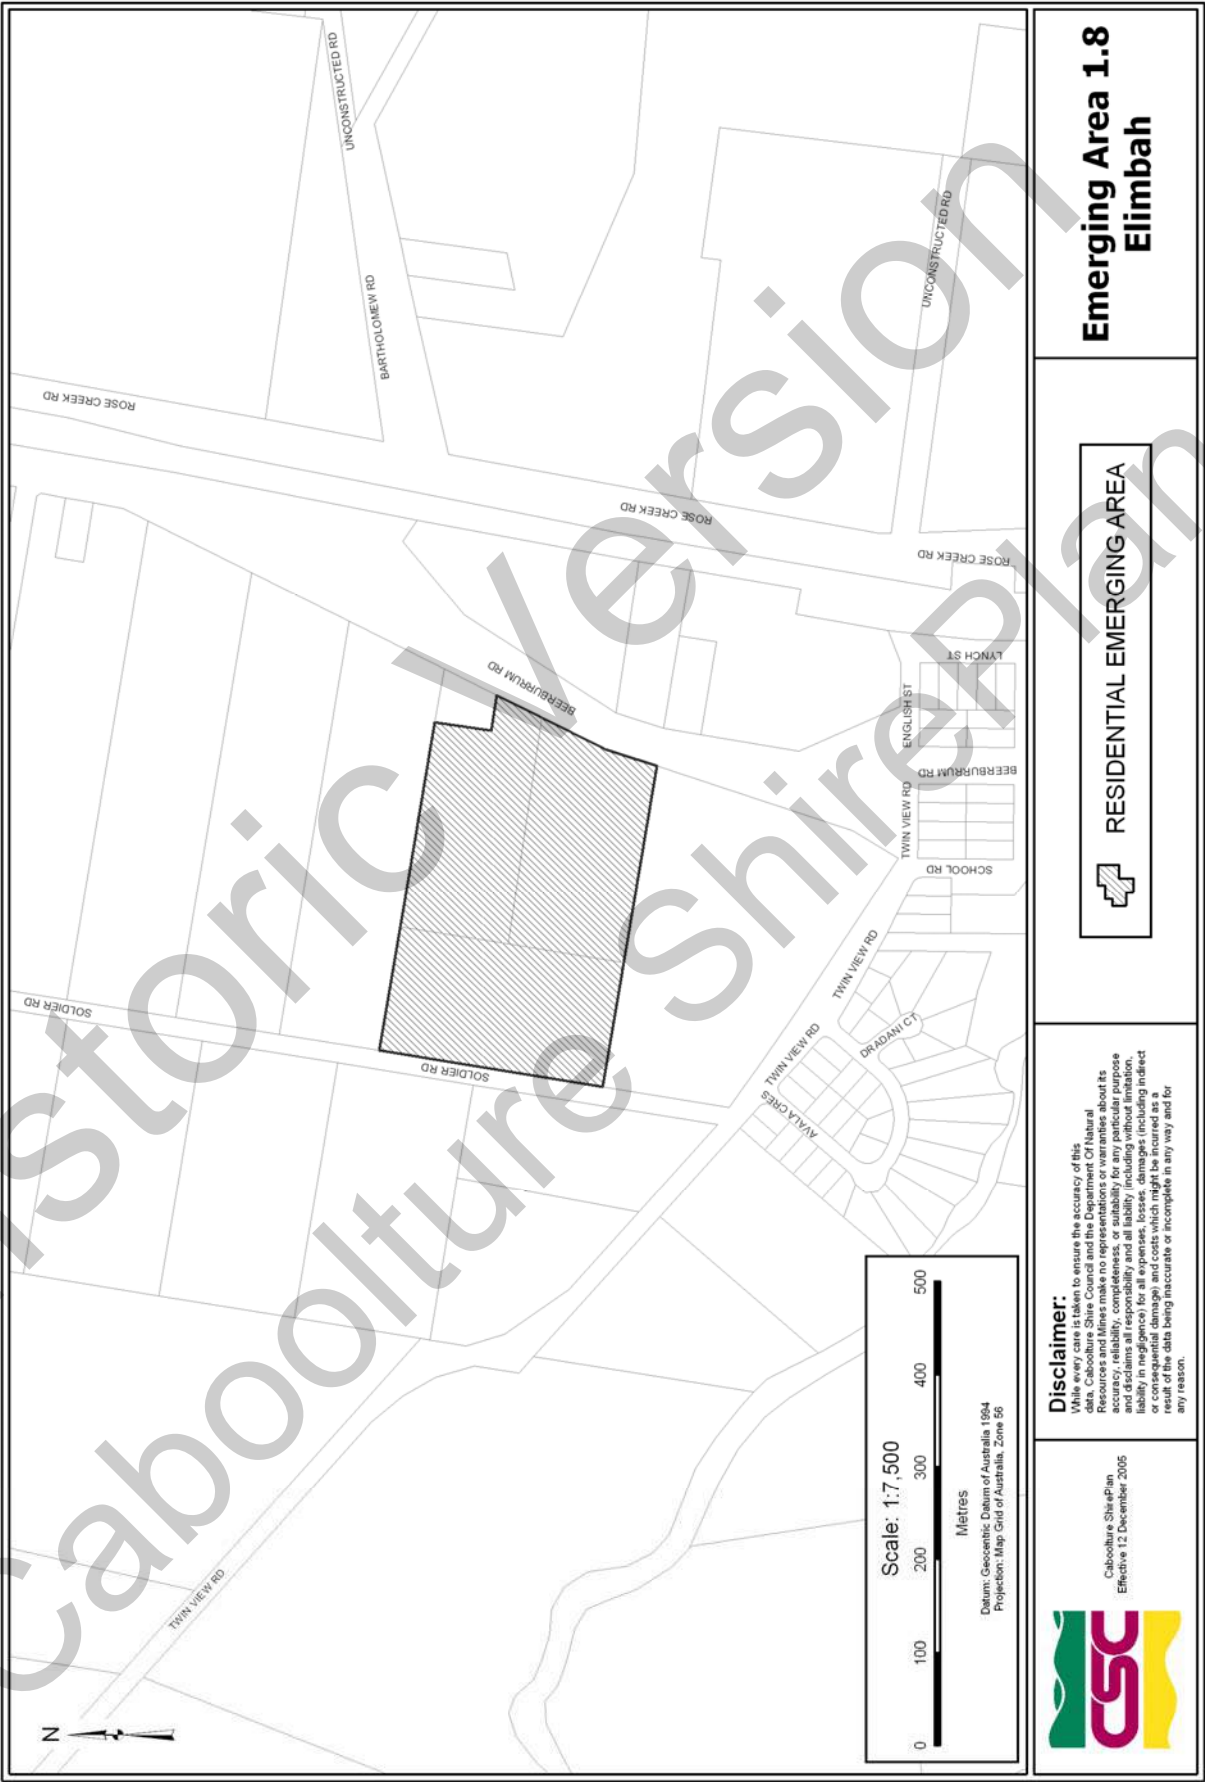 Historic Version
Caboolture ShirePlan
N
UNCONSTRUCTED RD
BARTHOLOMEW RD
ROSE CREEK RD
ROSE CREEK RD
ROSE CREEK RD
UNCONSTRUCTED RD
BEERBURRUM RD
SOLDIER RD
SOLDIER RD
LYNCH ST
ENGLISH ST
BEERBURRUM RD
TWIN VIEW RD
SCHOOL RD
TWIN VIEW RD
TWIN VIEW RD
DRADANI CT
AVALA CRES
TWIN VIEW RD
Scale: 1:7,500
0 100 200 300 400 500
Metres
Datum: Geocentric Datum of Australia 1994
Projection: Map Grid of Australia, Zone 56
CSC
Caboolture ShirePlan
Effective 12 December 2005
Disclaimer:
While every care is taken to ensure the accuracy of this
data, Caboolture Shire Council and the Department Of Natural
Resources and Mines make no representations or warranties about its
accuracy, reliability, completeness, or suitability for any particular purpose
and disclaims all responsibility and all liability (including without limitation,
liability in negligence) for all expenses, losses, damages (including indirect
or consequential damage) and costs which might be incurred as a
result of the data being inaccurate or incomplete in any way and for
any reason.
RESIDENTIAL EMERGING AREA
Emerging Area 1.8
Elimbah